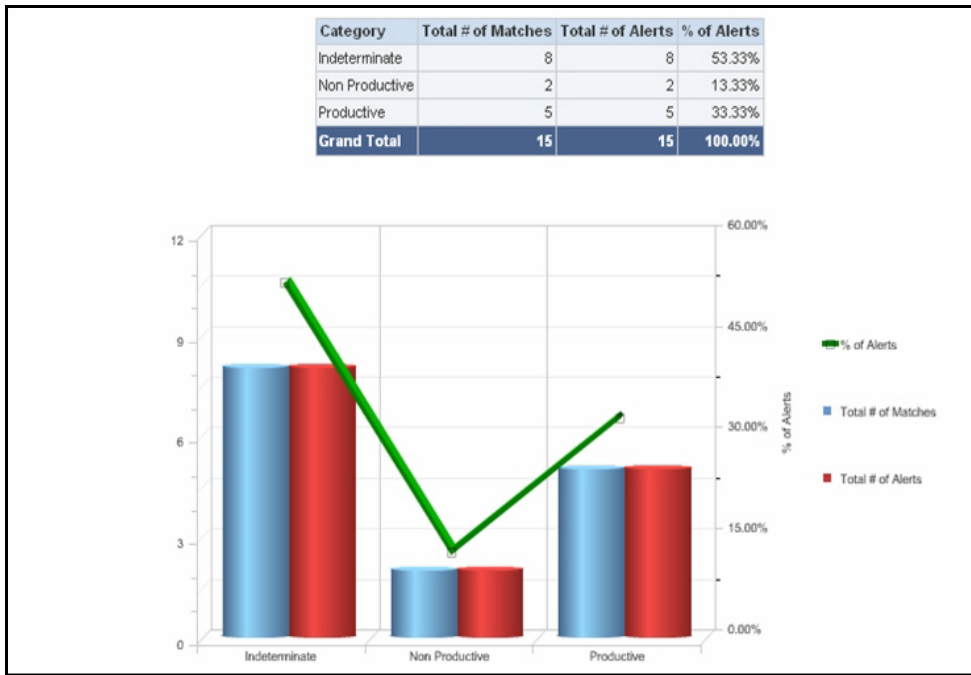 Category Total # of Matches Total # of Alerts % of Alerts
Indeterminate 8 8 53.33%
Non Productive 2 2 13.33%
Productive 5 5 33.33%
Grand Total 15 15 100.00%
12
9
6
3
0
60.00%
45.00%
30.00%
15.00%
0.00%
% of Alerts
Indeterminate Non Productive Productive
% of Alerts
Total # of Matches
Total # of Alerts